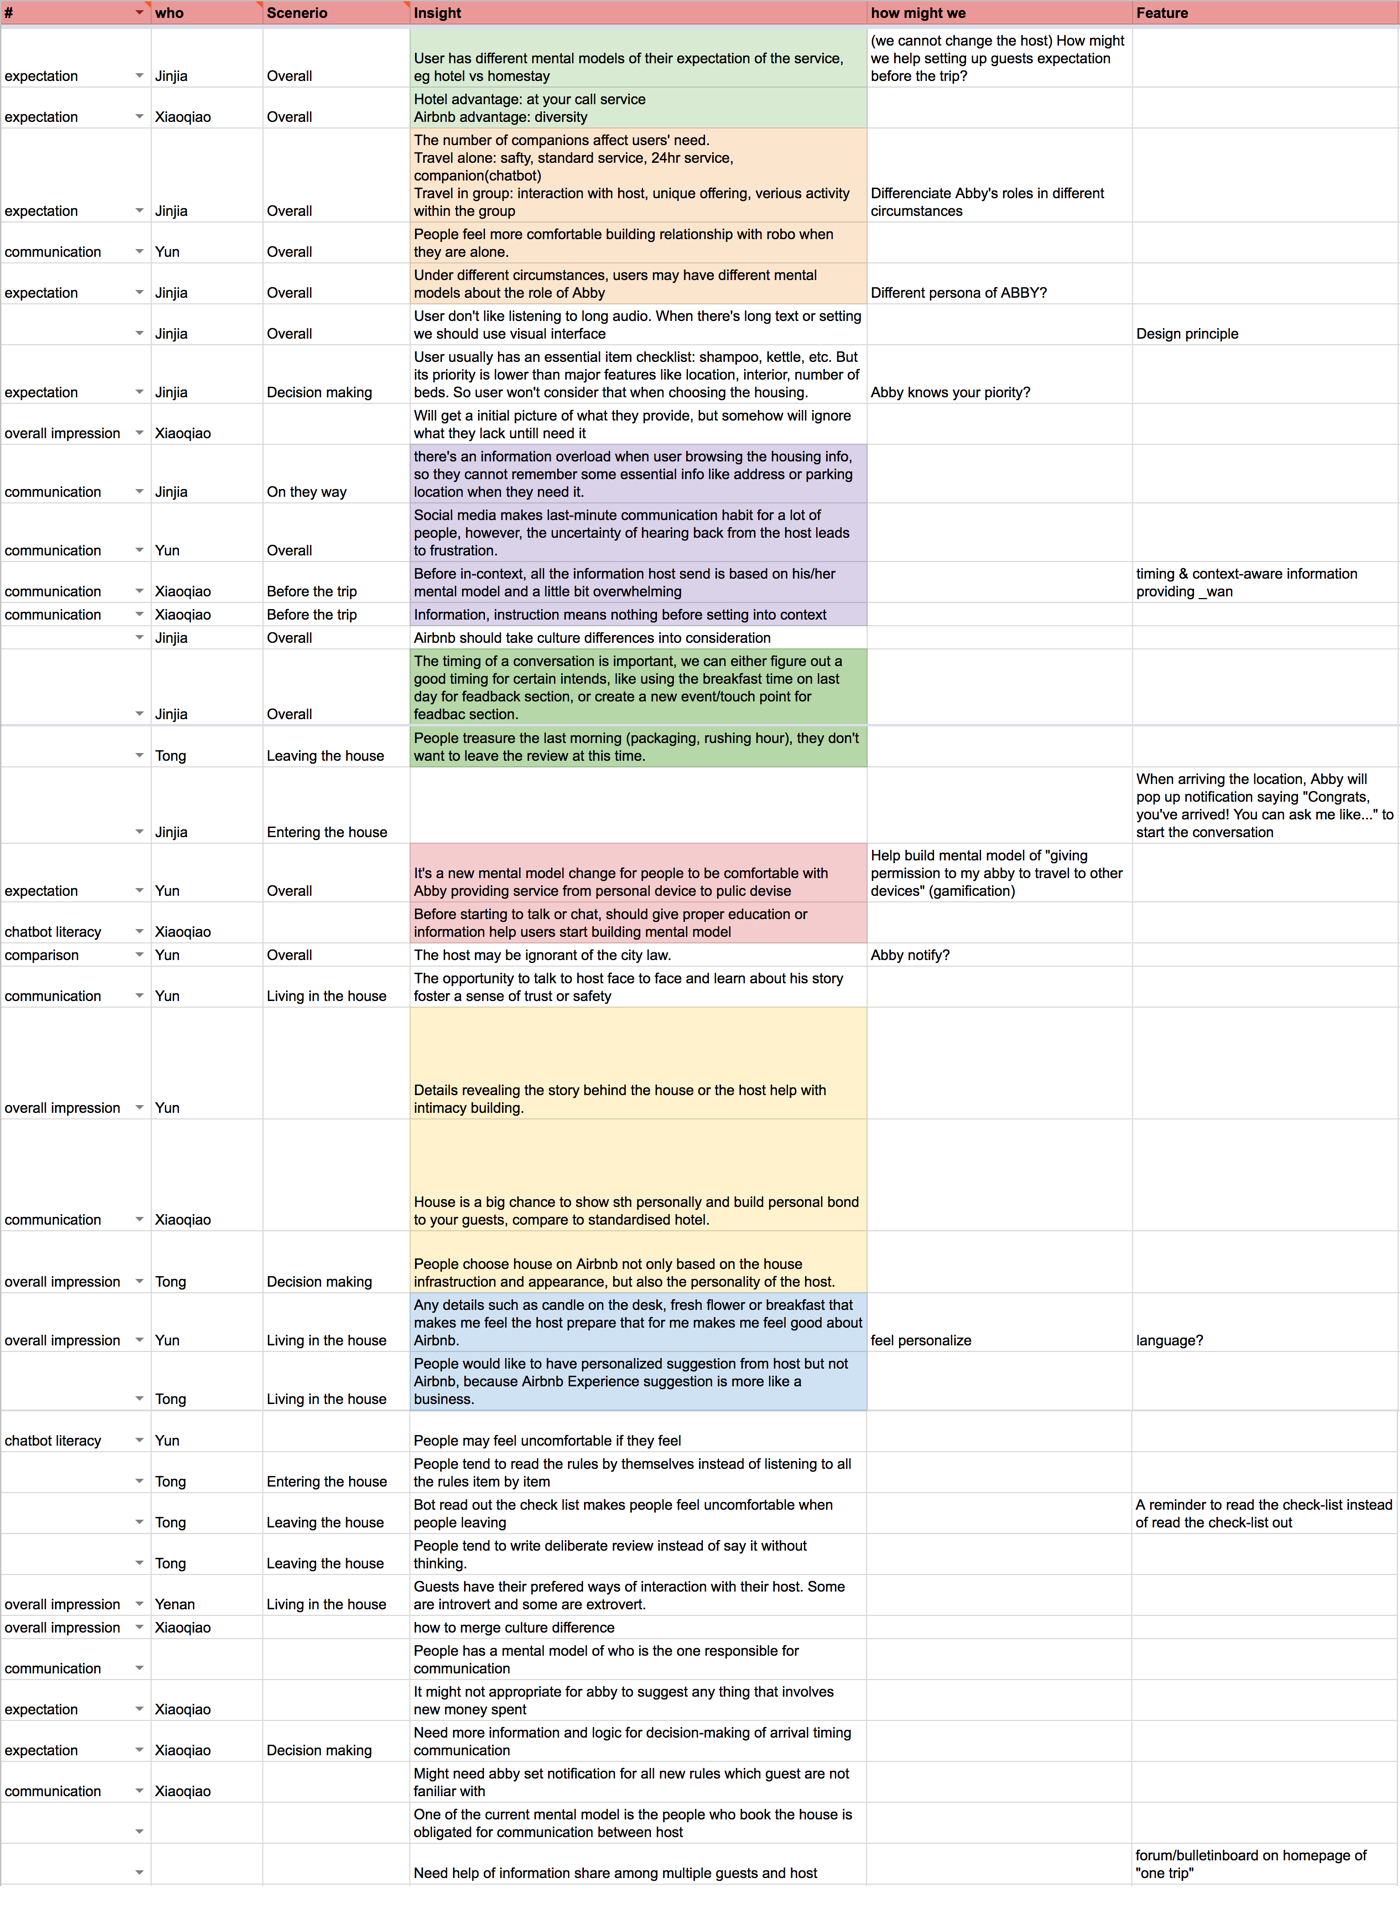 # who Scenerio Insight how might we Feature
(we cannot change the host) How might
User has different mental models of their expectation of the service, we help setting up guests expectation
expectation Jinjia Overall eg hotel vs homestay before the trip?
Hotel advantage: at your call service
expectation Xiaoqiao Overall Airbnb advantage: diversity
The number of companions affect users' need.
Travel alone: safty, standard service, 24hr service,
companion(chatbot)
Travel in group: interaction with host, unique offering, verious activity Differenciate Abby's roles in different
expectation Jinjia Overall within the group circumstances
People feel more comfortable building relationship with robo when
communication Yun Overall they are alone.
Under different circumstances, users may have different mental
expectation Jinjia Overall models about the role of Abby Different persona of ABBY?
User don't like listening to long audio. When there's long text or setting
Jinjia Overall we should use visual interface Design principle
User usually has an essential item checklist: shampoo, kettle, etc. But
its priority is lower than major features like location, interior, number of
expectation Jinjia Decision making beds. So user won't consider that when choosing the housing. Abby knows your piority?
Will get a initial picture of what they provide, but somehow will ignore
overall impression Xiaoqiao what they lack untill need it
there's an information overload when user browsing the housing info,
so they cannot remember some essential info like address or parking
communication Jinjia On they way location when they need it.
Social media makes last-minute communication habit for a lot of
people, however, the uncertainty of hearing back from the host leads
communication Yun Overall to frustration.
Before in-context, all the information host send is based on his/her timing & context-aware information
communication Xiaoqiao Before the trip mental model and a little bit overwhelming providing _wan
communication Xiaoqiao Before the trip Information, instruction means nothing before setting into context
Jinjia Overall Airbnb should take culture differences into consideration
The timing of a conversation is important, we can either figure out a
good timing for certain intends, like using the breakfast time on last
day for feadback section, or create a new event/touch point for
Jinjia Overall feadbac section.
People treasure the last morning (packaging, rushing hour), they don't
Tong Leaving the house want to leave the review at this time.
When arriving the location, Abby will
pop up notification saying "Congrats,
you've arrived! You can ask me like..." to
Jinjia Entering the house start the conversation
Help build mental model of "giving
It's a new mental model change for people to be comfortable with permission to my abby to travel to other
expectation Yun Overall Abby providing service from personal device to pulic devise devices" (gamification)
Before starting to talk or chat, should give proper education or
chatbot literacy Xiaoqiao information help users start building mental model
comparison Yun Overall The host may be ignorant of the city law. Abby notify?
The opportunity to talk to host face to face and learn about his story
communication Yun Living in the house foster a sense of trust or safety
Details revealing the story behind the house or the host help with
overall impression Yun intimacy building.
House is a big chance to show sth personally and build personal bond
communication Xiaoqiao to your guests, compare to standardised hotel.
People choose house on Airbnb not only based on the house
overall impression Tong Decision making infrastruction and appearance, but also the personality of the host.
Any details such as candle on the desk, fresh flower or breakfast that
makes me feel the host prepare that for me makes me feel good about
overall impression Yun Living in the house Airbnb. feel personalize language?
People would like to have personalized suggestion from host but not
Airbnb, because Airbnb Experience suggestion is more like a
Tong Living in the house business.
chatbot literacy Yun People may feel uncomfortable if they feel
People tend to read the rules by themselves instead of listening to all
Tong Entering the house the rules item by item
Bot read out the check list makes people feel uncomfortable when A reminder to read the check-list instead
Tong Leaving the house people leaving of read the check-list out
People tend to write deliberate review instead of say it without
Tong Leaving the house thinking.
Guests have their prefered ways of interaction with their host. Some
overall impression Yenan Living in the house are introvert and some are extrovert.
overall impression Xiaoqiao how to merge culture difference
People has a mental model of who is the one responsible for
communication communication
It might not appropriate for abby to suggest any thing that involves
expectation Xiaoqiao new money spent
Need more information and logic for decision-making of arrival timing
expectation Xiaoqiao Decision making communication
Might need abby set notification for all new rules which guest are not
communication Xiaoqiao familiar with
One of the current mental model is the people who book the house is
obligated for communication between host
forum/bulletinboard on homepage of
Need help of information share among multiple guests and host "one trip"